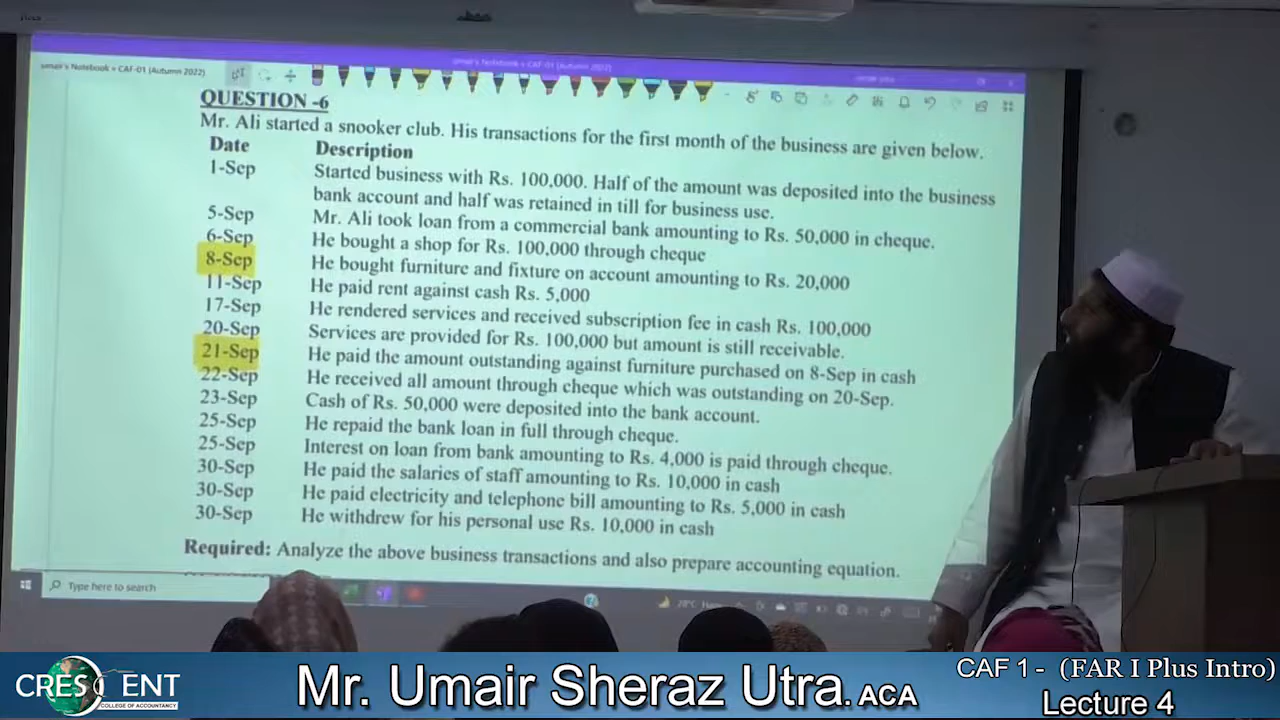 umair's Notebook » CAF-01 (Autumn 2022)
umair's Notebook » CAF-01 (Autumn 2022)
QUESTION -6
Mr. Ali started a snooker club. His transactions for the first month of the business are given below.
Date Description
1-Sep Started business with Rs. 100,000. Half of the amount was deposited into the business
bank account and half was retained in till for business use.
5-Sep Mr. Ali took loan from a commercial bank amounting to Rs. 50,000 in cheque.
6-Sep He bought a shop for Rs. 100,000 through cheque
8-Sep He bought furniture and fixture on account amounting to Rs. 20,000
11-Sep He paid rent against cash Rs. 5,000
17-Sep He rendered services and received subscription fee in cash Rs. 100,000
20-Sep Services are provided for Rs. 100,000 but amount is still receivable.
21-Sep He paid the amount outstanding against furniture purchased on 8-Sep in cash
22-Sep He received all amount through cheque which was outstanding on 20-Sep.
23-Sep Cash of Rs. 50,000 were deposited into the bank account.
25-Sep He repaid the bank loan in full through cheque.
25-Sep Interest on loan from bank amounting to Rs. 4,000 is paid through cheque.
30-Sep He paid the salaries of staff amounting to Rs. 10,000 in cash
30-Sep He paid electricity and telephone bill amounting to Rs. 5,000 in cash
30-Sep He withdrew for his personal use Rs. 10,000 in cash
Required: Analyze the above business transactions and also prepare accounting equation.
Type here to search
CRESCENT
COLLEGE OF ACCOUNTANCY
Mr. Umair Sheraz Utra. ACA
CAF 1 - (FAR I Plus Intro)
Lecture 4